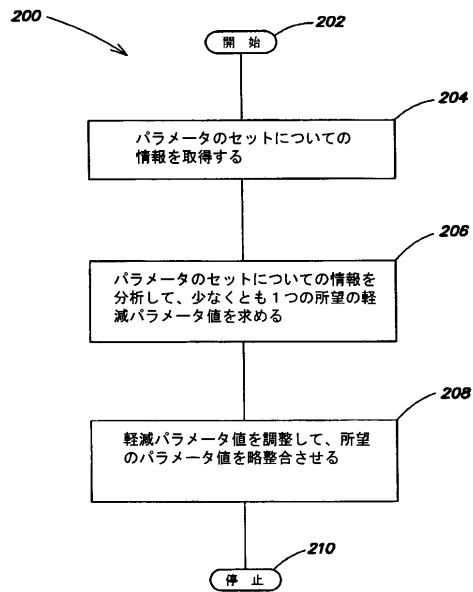 200
202
開 始
204
パラメータのセットについての
情報を取得する
206
パラメータのセットについての情報を
分析して、少なくとも1つの所望の軽
減パラメータ値を求める
208
軽減パラメータ値を調整して、所望
のパラメータ値を略整合させる
210
停 止